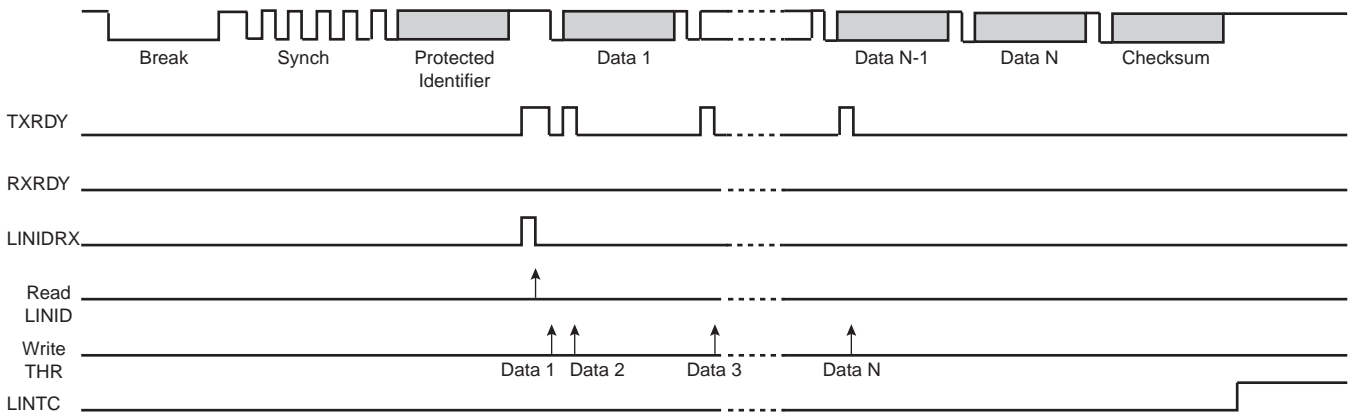 Break Synch Protected Data 1 Data N-1 Data N Checksum
Identifier
TXRDY
RXRDY
LINIDRX
Read
LINID
Write
THR
Data 1 Data 2 Data 3 Data N
LINTC